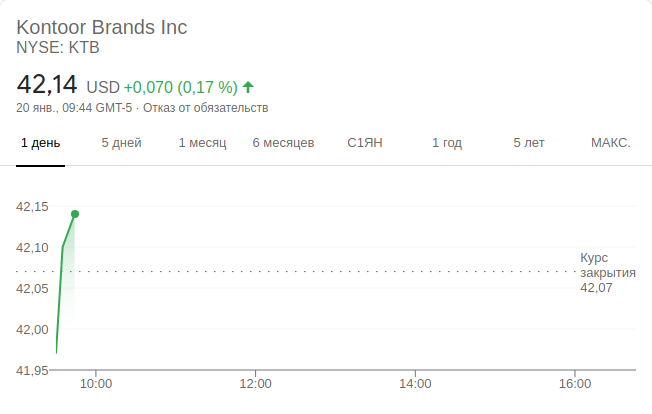 Kontoor Brands Inc
NYSE: KTB
42,14 USD +0,070 (0,17 %)
20 янв., 09:44 GMT-5 · Отказ от обязательств
1 день 5 дней 1 месяц 6 месяцев С1ЯН 1 год 5 лет МАКС.
42,15
42,10
42,05
42,00
41,95
Курс
закрытия
42,07
10:00 12:00 14:00 16:00